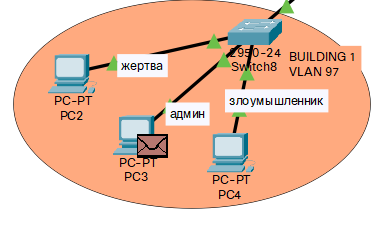 2950-24
Switch8
BUILDING 1
VLAN 97
жертва
PC-PT
PC2
админ
PC-PT
PC3
злоумышленник
PC-PT
PC4